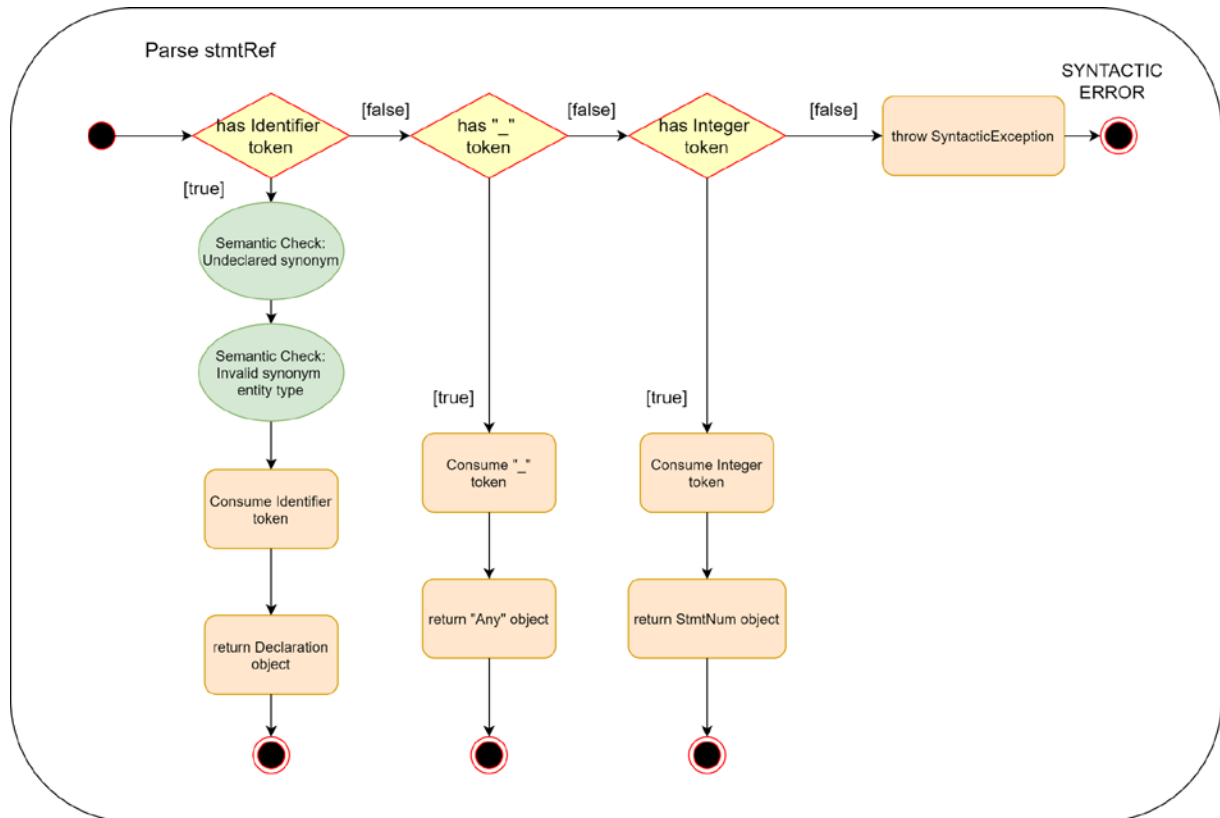 Parse stmtRef
SYNTACTIC
ERROR
has Identifier
token
[false]
has "_"
token
[false]
has Integer
token
[false]
throw SyntacticException
[true]
Semantic Check:
Undeclared synonym
Semantic Check:
Invalid synonym
entity type
[true]
[true]
Consume Identifier
token
Consume "_"
token
Consume Integer
token
return Declaration
object
return "Any" object
return StmtNum object